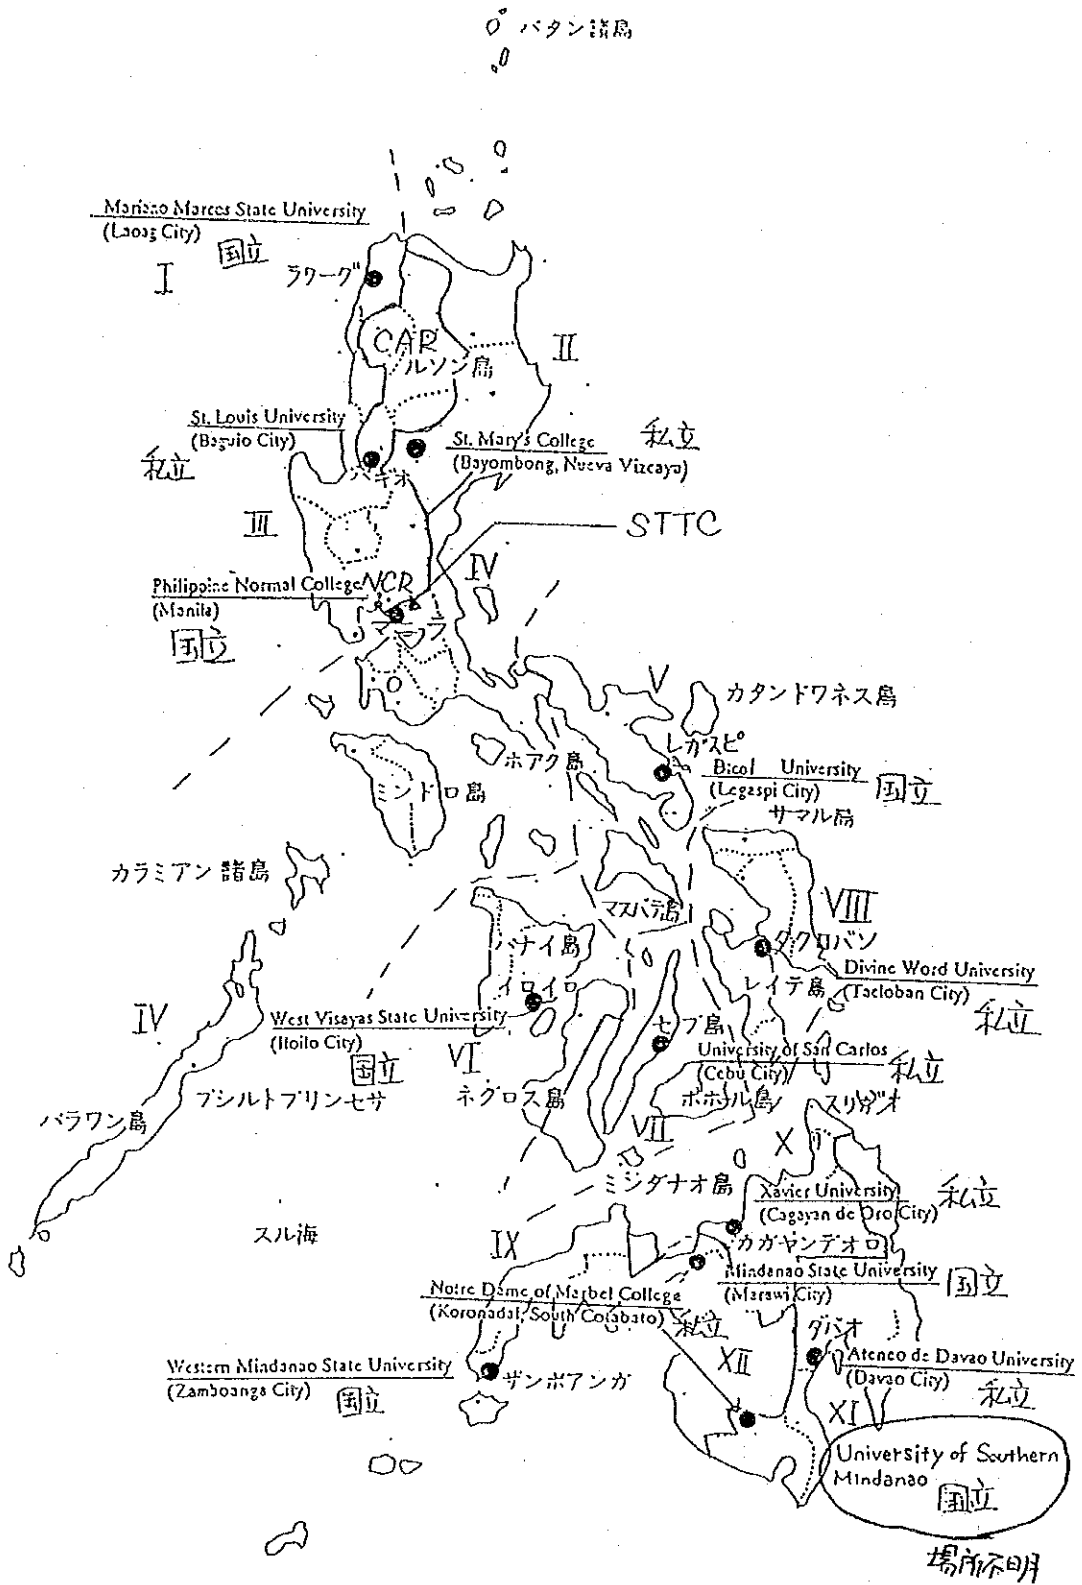 バタン諸島
Mariano Marcos State University
(Laoag City)
国立
I
ラワーグ
CAR
ルソン島
II
St. Louis University
(Baguio City)
私立
バギオ
St. Mary's College
(Bayombong, Nueva Vizcaya)
私立
III
STTC
IV
Philippine Normal College
(Manila)
国立
NCR
マニラ
V
カタンドワネス島
レガスピ
Bicol University
(Legaspi City)
国立
サマル島
ホアク島
ミンドロ島
カラミアン諸島
マスバテ島
VIII
タクロバン
Divine Word University
(Tacloban City)
私立
レイテ島
パナイ島
イロイロ
West Visayas State University
(Iloilo City)
国立
VI
IV
セブ島
University of San Carlos
(Cebu City)
私立
ボホール島
ネグロス島
VII
プシルトプリンセサ
パラワン島
スリガオ
X
ミンダナオ島
Xavier University
(Cagayan de Oro City)
私立
スル海
IX
カガヤンデオロ
Mindanao State University
(Marawi City)
国立
Notre Dame of Marbel College
(Koronadal, South Cotabato)
私立
XII
ダバオ
Ateneo de Davao University
(Davao City)
私立
XI
Western Mindanao State University
(Zamboanga City)
国立
ザンボアンガ
University of Southern
Mindanao
国立
場所不明